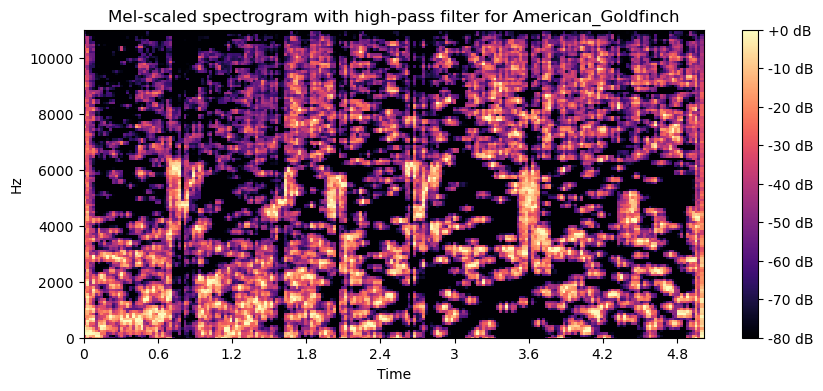 Mel-scaled spectrogram with high-pass filter for American_Goldfinch
Hz
10000
8000
6000
4000
2000
0
0 0.6 1.2 1.8 2.4 3 3.6 4.2 4.8
Time
+0 dB
-10 dB
-20 dB
-30 dB
-40 dB
-50 dB
-60 dB
-70 dB
-80 dB